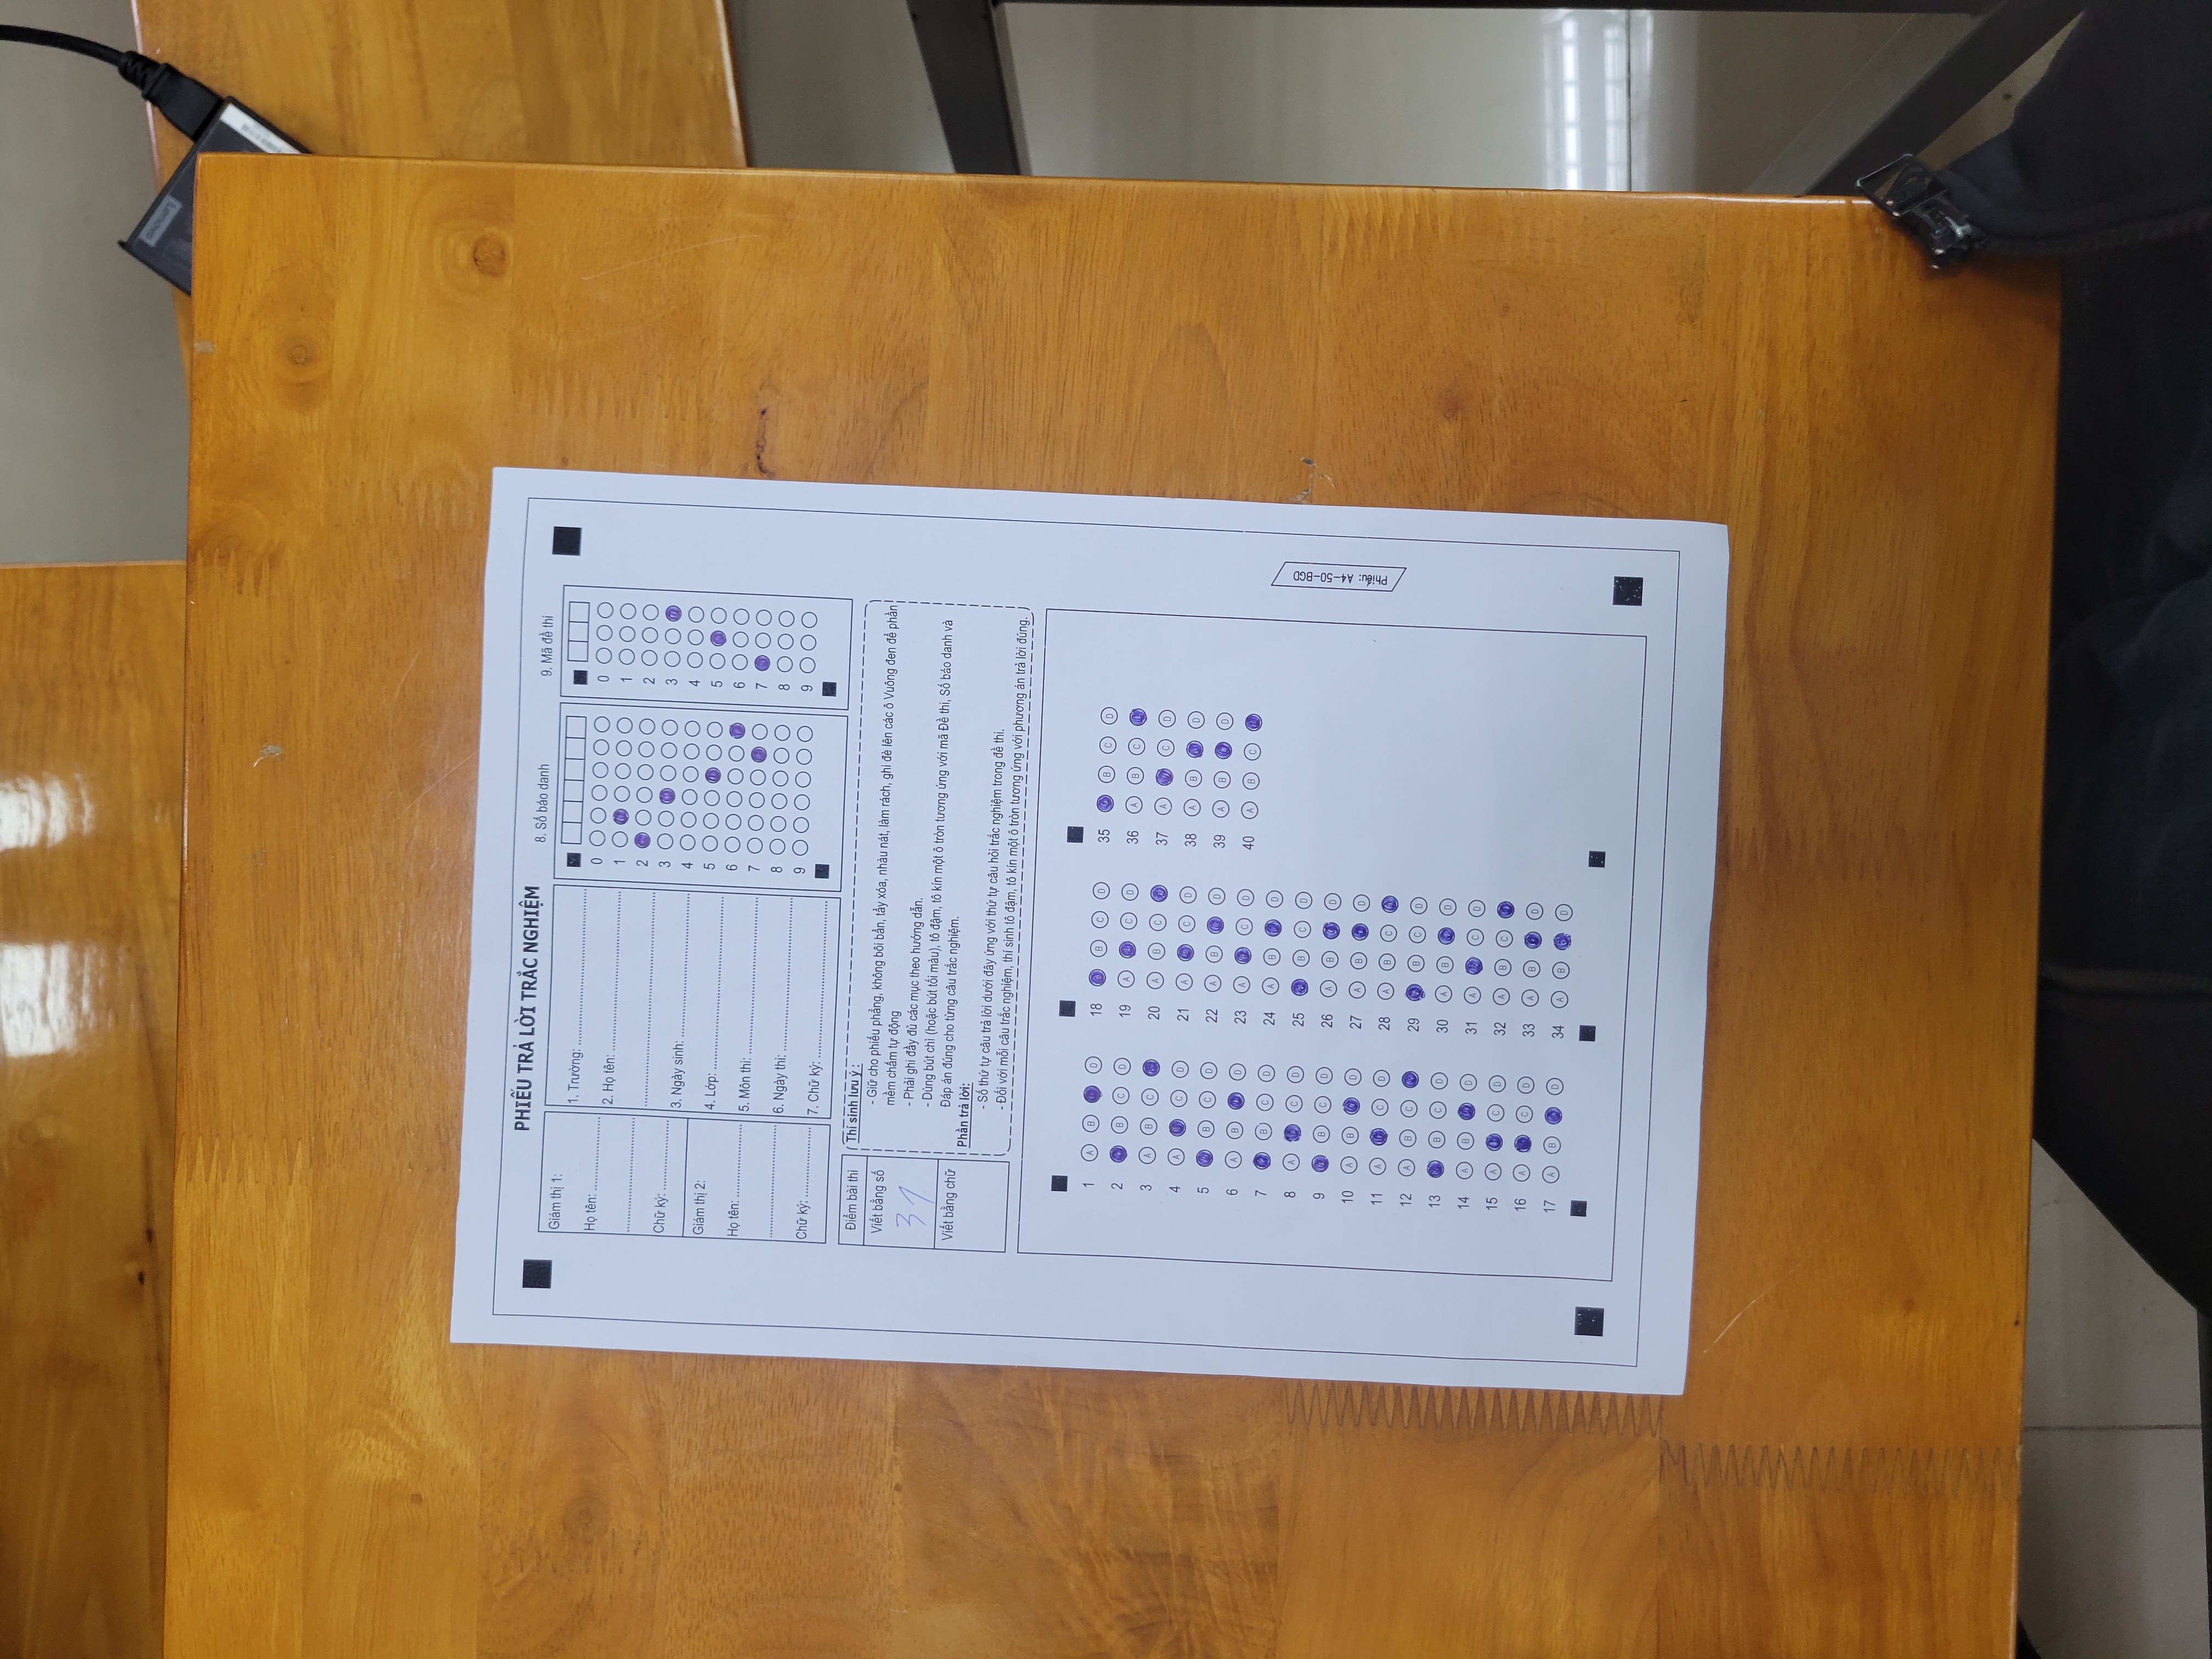 PHIẾU TRẢ LỜI TRẮC NGHIỆM
Giám thị 1:
Họ tên: ....................
................................
Chữ ký: ...................
Giám thị 2:
Họ tên: ....................
................................
Chữ ký: ...................
1. Trường: ...........................................
2. Họ tên: ............................................
............................................................
3. Ngày sinh: .......................................
4. Lớp: ................................................
5. Môn thi: ...........................................
6. Ngày thi: ..........................................
7. Chữ ký: ............................................
8. Số báo danh
0
1
2
3
4
5
6
7
8
9
9. Mã đề thi
0
1
2
3
4
5
6
7
8
9
Điểm bài thi
Viết bằng số
31
Viết bằng chữ
Thí sinh lưu ý :
- Giữ cho phiếu phẳng, không bôi bẩn, tẩy xóa, nhàu nát, làm rách, ghi đè lên các ô Vuông đen để phần
mềm chấm tự động
- Phải ghi đầy đủ các mục theo hướng dẫn.
- Dùng bút chì (hoặc bút tối màu), tô đậm, tô kín một ô tròn tương ứng với mã Đề thi, Số báo danh và
Đáp án đúng cho từng câu trắc nghiệm.
Phần trả lời:
- Số thứ tự câu trả lời dưới đây ứng với thứ tự câu hỏi trắc nghiệm trong đề thi.
- Đối với mỗi câu trắc nghiệm, thí sinh tô đậm, tô kín một ô tròn tương ứng với phương án trả lời đúng.
1 A B D
2 B C D
3 A B C
4 A C D
5 B C D
6 A B D
7 B C D
8 A C D
9 B C D
10 A B D
11 A C D
12 A B C
13 B C D
14 A B D
15 A C D
16 A C D
17 A B D
18 B C D
19 A C D
20 A B C
21 A C D
22 A B D
23 A C D
24 A B D
25 B C D
26 A B D
27 A B D
28 A B C
29 B C D
30 A B D
31 A C D
32 A B C
33 A B D
34 A B D
35 B C D
36 A B C
37 A C D
38 A B D
39 A B D
40 A B C
Phiếu: A4-50-BGD